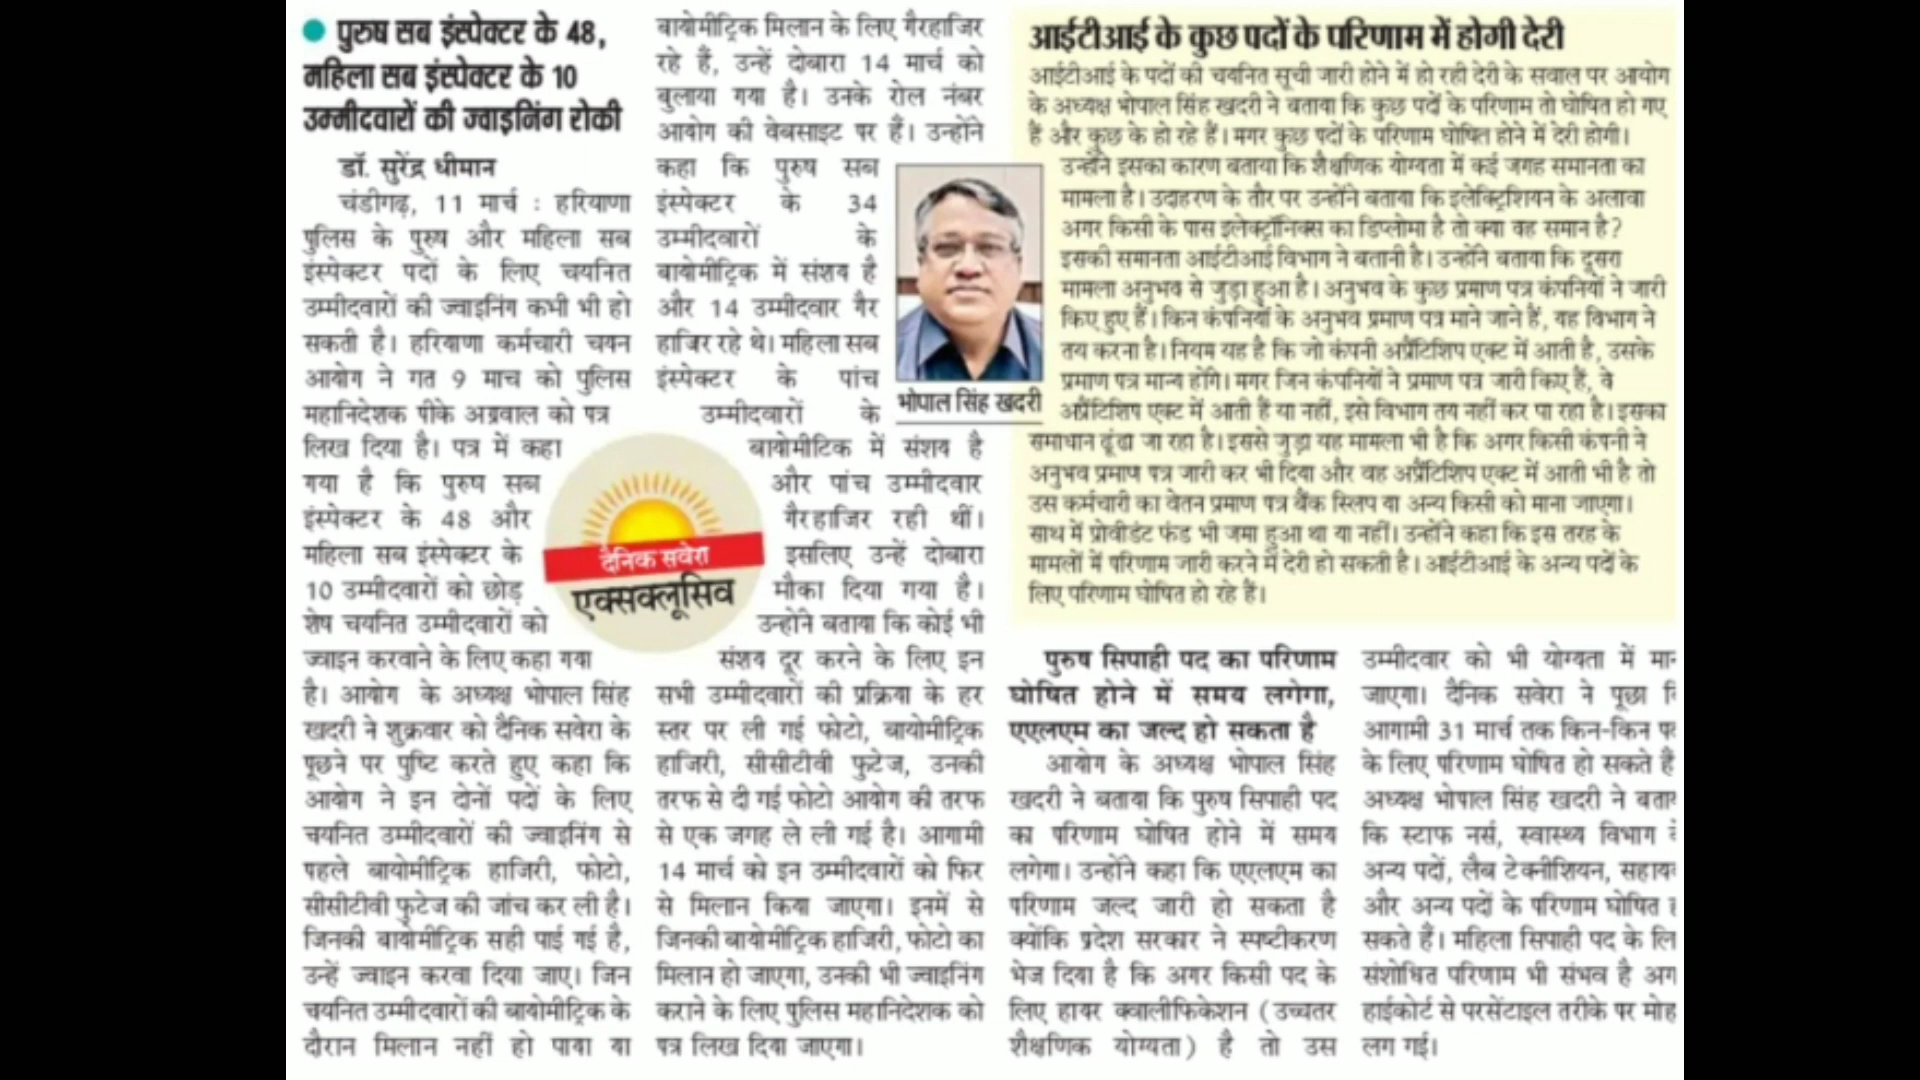 पुरुष सब इंस्पेक्टर के 48,
महिला सब इंस्पेक्टर के 10
उम्मीदवारों की ज्वाइनिंग रोकी
डॉ. सुरेंद्र धीमान
चंडीगढ़, 11 मार्च : हरियाणा
पुलिस के पुरुष और महिला सब
इंस्पेक्टर पदों के लिए चयनित
उम्मीदवारों की ज्वाइनिंग कभी भी हो
सकती है। हरियाणा कर्मचारी चयन
आयोग ने गत 9 माच को पुलिस
महानिदेशक पीके अग्रवाल को पत्र
लिख दिया है। पत्र में कहा
गया है कि पुरुष सब
इंस्पेक्टर के 48 और
महिला सब इंस्पेक्टर के
10 उम्मीदवारों को छोड़
शेष चयनित उम्मीदवारों को
ज्वाइन करवाने के लिए कहा गया
है। आयोग के अध्यक्ष भोपाल सिंह
खदरी ने शुक्रवार को दैनिक सवेरा के
पूछने पर पुष्टि करते हुए कहा कि
आयोग ने इन दोनों पदों के लिए
चयनित उम्मीदवारों की ज्वाइनिंग से
पहले बायोमीट्रिक हाजिरी, फोटो,
सीसीटीवी फुटेज की जांच कर ली है।
जिनकी बायोमीट्रिक सही पाई गई है,
उन्हें ज्वाइन करवा दिया जाए। जिन
चयनित उम्मीदवारों की बायोमीट्रिक के
दौरान मिलान नहीं हो पाया या
बायोमीट्रिक मिलान के लिए गैरहाजिर
रहे हैं, उन्हें दोबारा 14 मार्च को
बुलाया गया है। उनके रोल नंबर
आयोग की वेबसाइट पर हैं। उन्होंने
कहा कि पुरुष सब
इंस्पेक्टर के 34
उम्मीदवारों के
बायोमीट्रिक में संशय है
और 14 उम्मीदवार गैर
हाजिर रहे थे। महिला सब
इंस्पेक्टर के पांच
उम्मीदवारों के
बायोमीटिक में संशय है
और पांच उम्मीदवार
गैरहाजिर रही थीं।
इसलिए उन्हें दोबारा
मौका दिया गया है।
उन्होंने बताया कि कोई भी
संशय दूर करने के लिए इन
सभी उम्मीदवारों की प्रक्रिया के हर
स्तर पर ली गई फोटो, बायोमीट्रिक
हाजिरी, सीसीटीवी फुटेज, उनकी
तरफ से दी गई फोटो आयोग की तरफ
से एक जगह ले ली गई है। आगामी
14 मार्च को इन उम्मीदवारों को फिर
से मिलान किया जाएगा। इनमें से
जिनकी बायोमीट्रिक हाजिरी, फोटो का
मिलान हो जाएगा, उनकी भी ज्वाइनिंग
कराने के लिए पुलिस महानिदेशक को
पत्र लिख दिया जाएगा।
दैनिक सवेरा
एक्सक्लूसिव
भोपाल सिंह खदरी
आईटीआई के कुछ पदों के परिणाम में होगी देरी
आईटीआई के पदों की चयनित सूची जारी होने में हो रही देरी के सवाल पर आयोग
के अध्यक्ष भोपाल सिंह खदरी ने बताया कि कुछ पदों के परिणाम तो घोषित हो गए
हैं और कुछ के हो रहे हैं। मगर कुछ पदों के परिणाम घोषित होने में देरी होगी।
उन्होंने इसका कारण बताया कि शैक्षणिक योग्यता में कई जगह समानता का
मामला है। उदाहरण के तौर पर उन्होंने बताया कि इलेक्ट्रिशियन के अलावा
अगर किसी के पास इलेक्ट्रॉनिक्स का डिप्लोमा है तो क्या वह समान है?
इसकी समानता आईटीआई विभाग ने बतानी है। उन्होंने बताया कि दूसरा
मामला अनुभव से जुड़ा हुआ है। अनुभव के कुछ प्रमाण पत्र कंपनियों ने जारी
किए हुए हैं। किन कंपनियों के अनुभव प्रमाण पत्र माने जाने हैं, यह विभाग ने
तय करना है। नियम यह है कि जो कंपनी अप्रैंटिशिप एक्ट में आती है, उसके
प्रमाण पत्र मान्य होंगे। मगर जिन कंपनियों ने प्रमाण पत्र जारी किए हैं, वे
अप्रैंटिशिप एक्ट में आती हैं या नहीं, इसे विभाग तय नहीं कर पा रहा है। इसका
समाधान ढूंढा जा रहा है। इससे जुड़ा यह मामला भी है कि अगर किसी कंपनी ने
अनुभव प्रमाण पत्र जारी कर भी दिया और वह अप्रैंटिशिप एक्ट में आती भी है तो
उस कर्मचारी का वेतन प्रमाण पत्र बैंक स्लिप या अन्य किसी को माना जाएगा।
साथ में प्रोवीडंट फंड भी जमा हुआ था या नहीं। उन्होंने कहा कि इस तरह के
मामलों में परिणाम जारी करने में देरी हो सकती है। आईटीआई के अन्य पदों के
लिए परिणाम घोषित हो रहे हैं।
पुरुष सिपाही पद का परिणाम
घोषित होने में समय लगेगा,
एएलएम का जल्द हो सकता है
आयोग के अध्यक्ष भोपाल सिंह
खदरी ने बताया कि पुरुष सिपाही पद
का परिणाम घोषित होने में समय
लगेगा। उन्होंने कहा कि एएलएम का
परिणाम जल्द जारी हो सकता है
क्योंकि प्रदेश सरकार ने स्पष्टीकरण
भेज दिया है कि अगर किसी पद के
लिए हायर क्वालीफिकेशन (उच्चतर
शैक्षणिक योग्यता) है तो उस
उम्मीदवार को भी योग्यता में
जाएगा। दैनिक सवेरा ने पूछा
आगामी 31 मार्च तक किन-किन
के लिए परिणाम घोषित हो सकते हैं
अध्यक्ष भोपाल सिंह खदरी ने
कि स्टाफ नर्स, स्वास्थ्य विभाग
अन्य पदों, लैब टेक्नीशियन,
और अन्य पदों के परिणाम घोषित
सकते हैं। महिला सिपाही पद के
संशोधित परिणाम भी संभव है
हाईकोर्ट से परसेंटाइल तरीके पर
लग गई।